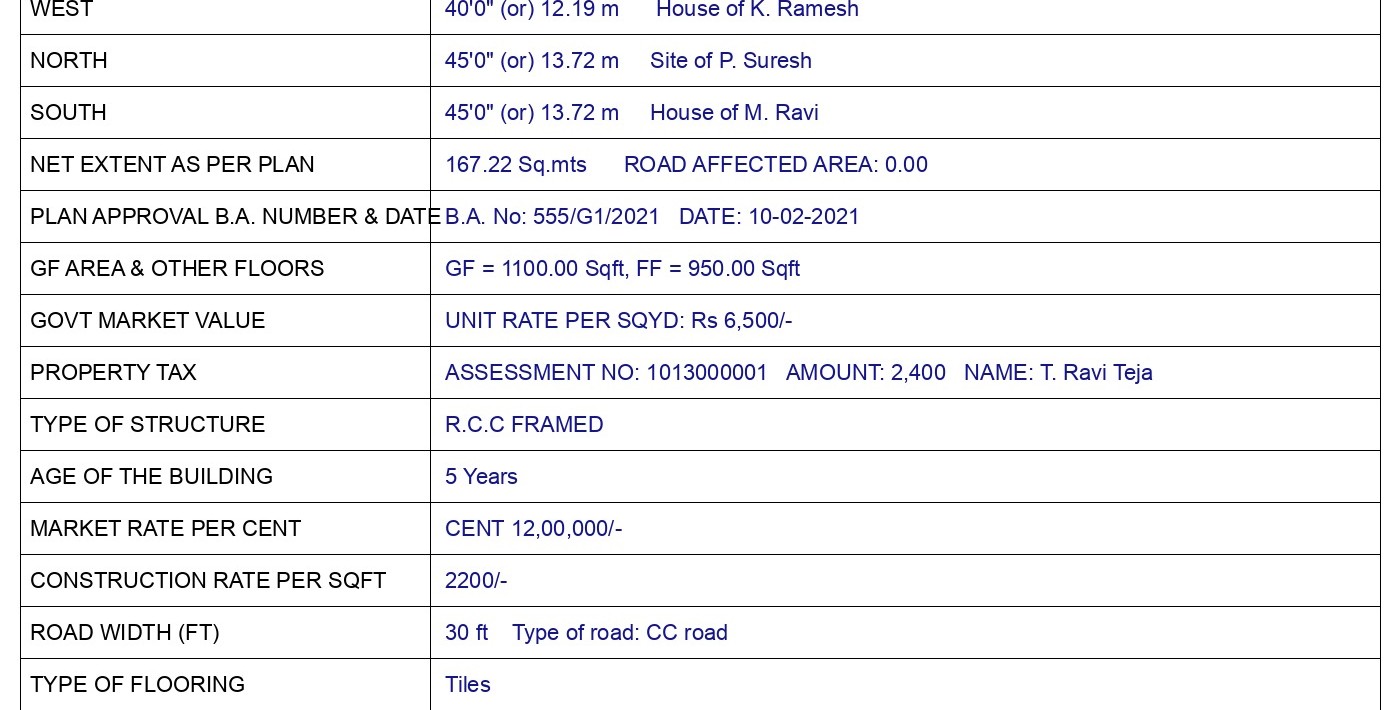 WEST 40'0" (or) 12.19 m House of K. Ramesh
NORTH 45'0" (or) 13.72 m Site of P. Suresh
SOUTH 45'0" (or) 13.72 m House of M. Ravi
NET EXTENT AS PER PLAN 167.22 Sq.mts ROAD AFFECTED AREA: 0.00
PLAN APPROVAL B.A. NUMBER & DATE B.A. No: 555/G1/2021 DATE: 10-02-2021
GF AREA & OTHER FLOORS GF = 1100.00 Sqft, FF = 950.00 Sqft
GOVT MARKET VALUE UNIT RATE PER SQYD: Rs 6,500/-
PROPERTY TAX ASSESSMENT NO: 1013000001 AMOUNT: 2,400 NAME: T. Ravi Teja
TYPE OF STRUCTURE R.C.C FRAMED
AGE OF THE BUILDING 5 Years
MARKET RATE PER CENT CENT 12,00,000/-
CONSTRUCTION RATE PER SQFT 2200/-
ROAD WIDTH (FT) 30 ft Type of road: CC road
TYPE OF FLOORING Tiles